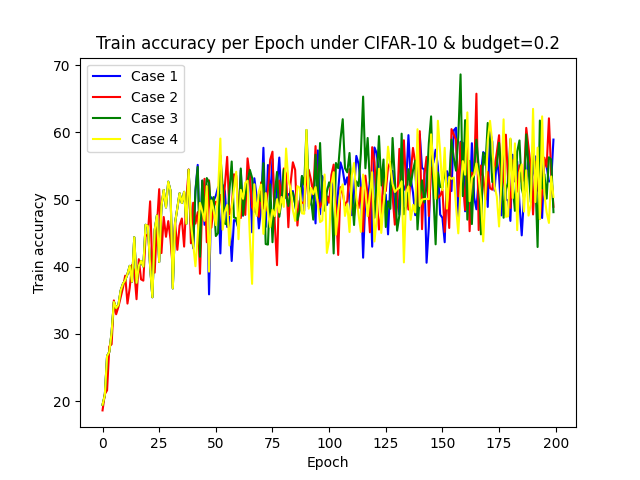 Train accuracy per Epoch under CIFAR-10 & budget=0.2
Case 1
Case 2
Case 3
Case 4
70
60
50
40
30
20
Train accuracy
0 25 50 75 100 125 150 175 200
Epoch